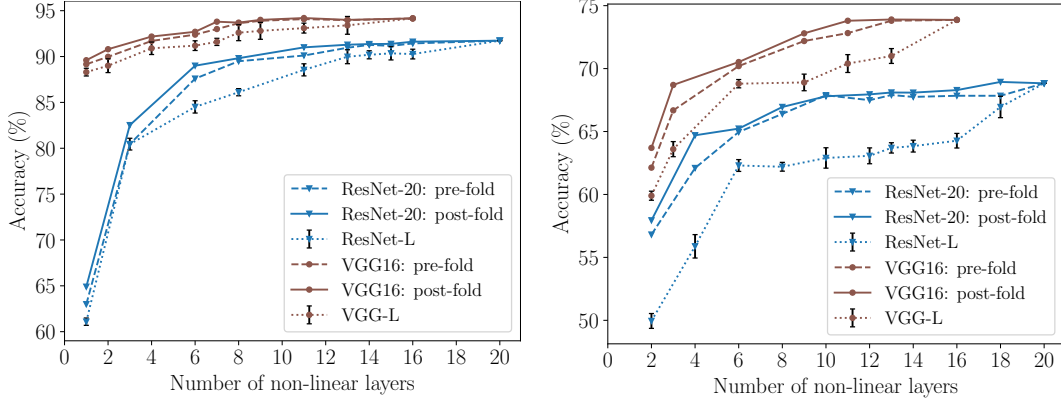 95
90
85
80
75
70
65
60
Accuracy (%)
0 2 4 6 8 10 12 14 16 18 20
Number of non-linear layers
ResNet-20: pre-fold
ResNet-20: post-fold
ResNet-L
VGG16: pre-fold
VGG16: post-fold
VGG-L
75
70
65
60
55
50
Accuracy (%)
0 2 4 6 8 10 12 14 16 18 20
Number of non-linear layers
ResNet-20: pre-fold
ResNet-20: post-fold
ResNet-L
VGG16: pre-fold
VGG16: post-fold
VGG-L